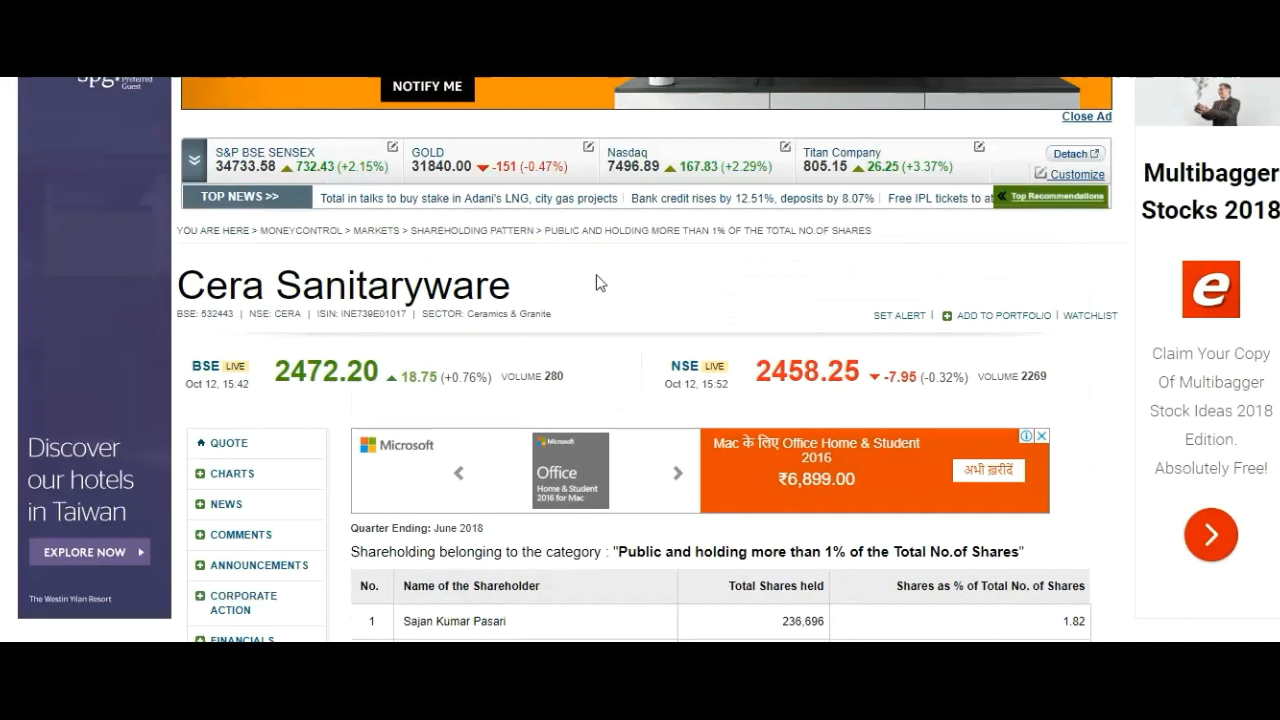 spg.
Preferred
Guest
NOTIFY ME
Close Ad
S&P BSE SENSEX
34733.58 732.43 (+2.15%)
GOLD
31840.00 -151 (-0.47%)
Nasdaq
7496.89 167.83 (+2.29%)
Titan Company
805.15 26.25 (+3.37%)
Detach
Customize
TOP NEWS >>
Total in talks to buy stake in Adani's LNG, city gas projects | Bank credit rises by 12.51%, deposits by 8.07% | Free IPL tickets to at
Top Recommendations
YOU ARE HERE > MONEYCONTROL > MARKETS > SHAREHOLDING PATTERN > PUBLIC AND HOLDING MORE THAN 1% OF THE TOTAL NO.OF SHARES
Cera Sanitaryware
BSE: 532443 | NSE: CERA | ISIN: INE739E01017 | SECTOR: Ceramics & Granite
SET ALERT | ADD TO PORTFOLIO | WATCHLIST
BSE LIVE
Oct 12, 15:42
2472.20 18.75 (+0.76%) VOLUME 280
NSE LIVE
Oct 12, 15:52
2458.25 -7.95 (-0.32%) VOLUME 2269
QUOTE
CHARTS
NEWS
COMMENTS
ANNOUNCEMENTS
CORPORATE
ACTION
FINANCIALS
Microsoft
Microsoft
Office
Home & Student
2016 for Mac
Mac के लिए Office Home & Student
2016
₹6,899.00
अभी ख़रीदें
Quarter Ending: June 2018
Shareholding belonging to the category : "Public and holding more than 1% of the Total No.of Shares"
No. Name of the Shareholder Total Shares held Shares as % of Total No. of Shares
1 Sajan Kumar Pasari 236,696 1.82
Discover
our hotels
in Taiwan
EXPLORE NOW
The Westin Yilan Resort
Multibagger
Stocks 2018
e
Claim Your Copy
Of Multibagger
Stock Ideas 2018
Edition.
Absolutely Free!